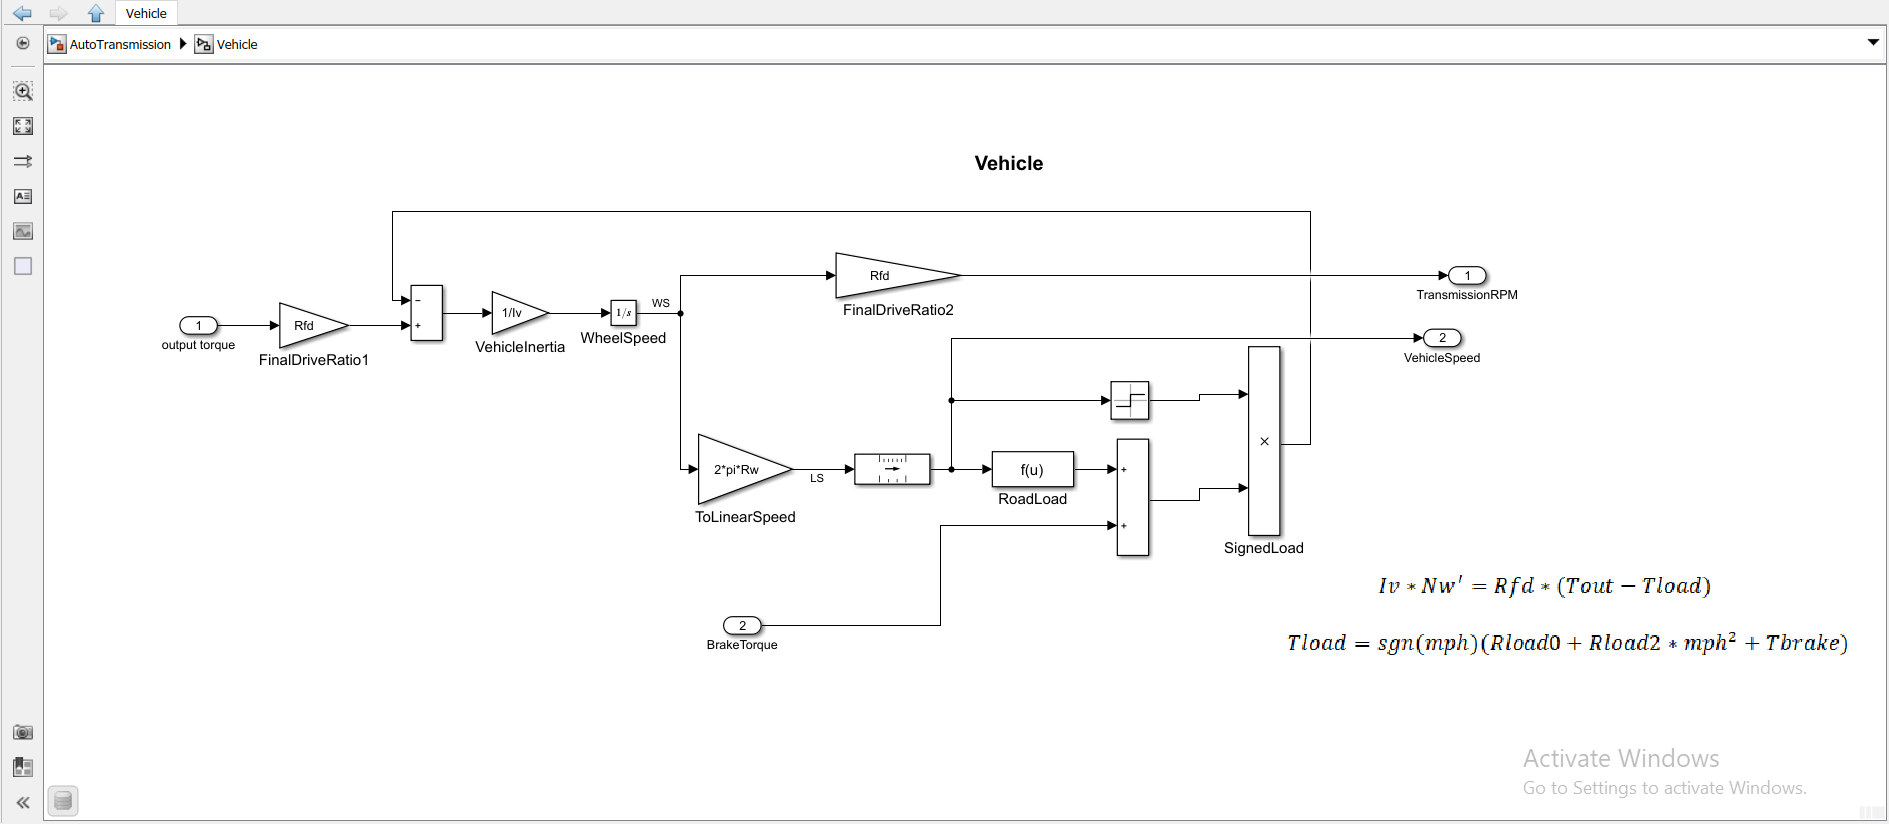 Vehicle
AutoTransmission Vehicle
Vehicle
1
output torque
Rfd
FinalDriveRatio1
−
+
1/Iv
VehicleInertia
1/s
WheelSpeed
WS
Rfd
FinalDriveRatio2
1
TransmissionRPM
2
VehicleSpeed
2*pi*Rw
ToLinearSpeed
LS
f(u)
RoadLoad
+
+
×
SignedLoad
2
BrakeTorque
Iv * Nw′ = Rfd * (Tout − Tload)
Tload = sgn(mph)(Rload0 + Rload2 * mph² + Tbrake)
Activate Windows
Go to Settings to activate Windows.